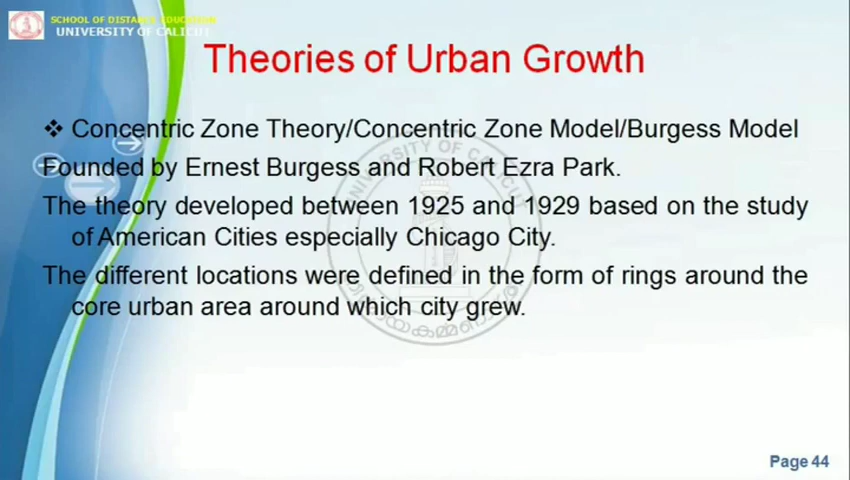 SCHOOL OF DISTANCE EDUCATION
UNIVERSITY OF CALICUT
Theories of Urban Growth
❖ Concentric Zone Theory/Concentric Zone Model/Burgess Model
Founded by Ernest Burgess and Robert Ezra Park.
The theory developed between 1925 and 1929 based on the study
of American Cities especially Chicago City.
The different locations were defined in the form of rings around the
core urban area around which city grew.
UNIVERSITY OF CALICUT
Page 44